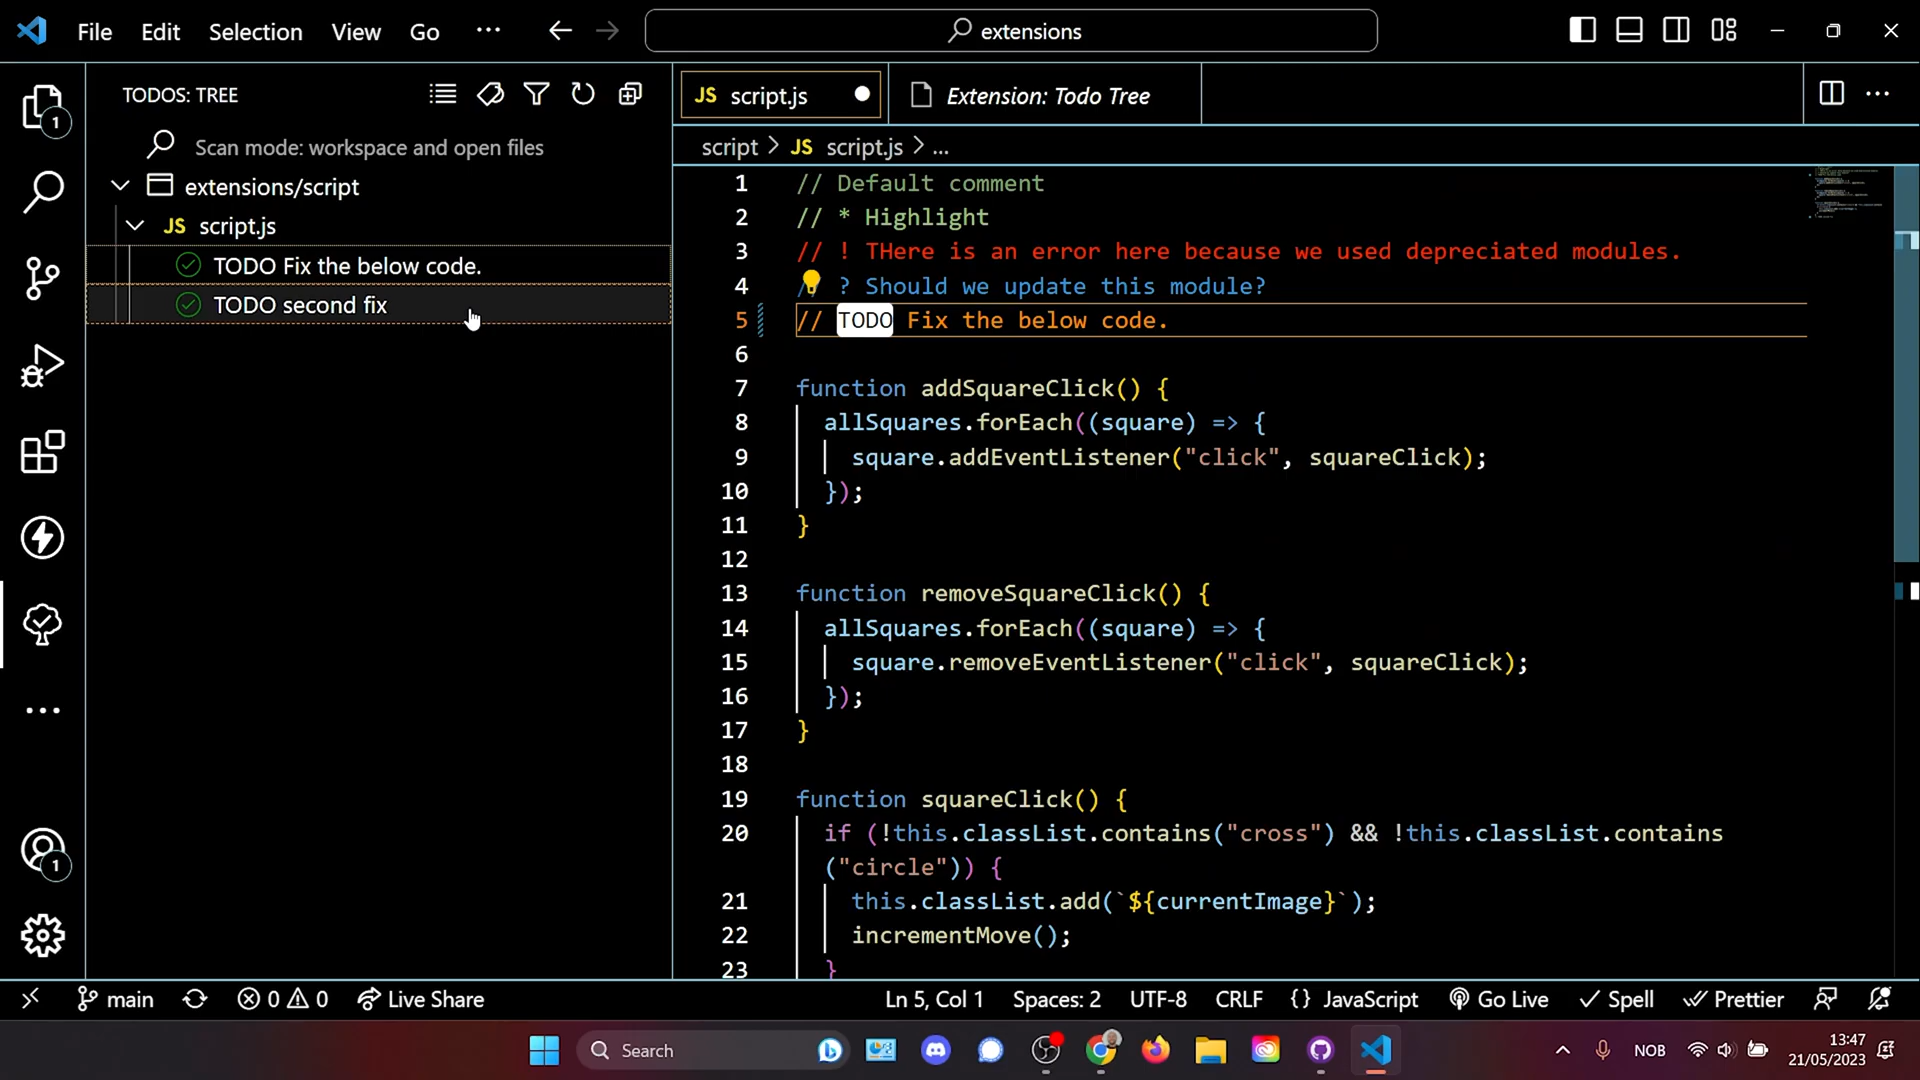 File Edit Selection View Go ··· extensions
TODOS: TREE
Scan mode: workspace and open files
extensions/script
JS script.js
TODO Fix the below code.
TODO second fix
JS script.js
Extension: Todo Tree
script > JS script.js > ...
1 // Default comment
2 // * Highlight
3 // ! THere is an error here because we used depreciated modules.
4 // ? Should we update this module?
5 // TODO Fix the below code.
6
7 function addSquareClick() {
8 allSquares.forEach((square) => {
9 square.addEventListener("click", squareClick);
10 });
11 }
12
13 function removeSquareClick() {
14 allSquares.forEach((square) => {
15 square.removeEventListener("click", squareClick);
16 });
17 }
18
19 function squareClick() {
20 if (!this.classList.contains("cross") && !this.classList.contains
("circle")) {
21 this.classList.add(`${currentImage}`);
22 incrementMove();
23 }
1
1
main 0 0 Live Share Ln 5, Col 1 Spaces: 2 UTF-8 CRLF {} JavaScript Go Live Spell Prettier
Search NOB 13:47
21/05/2023